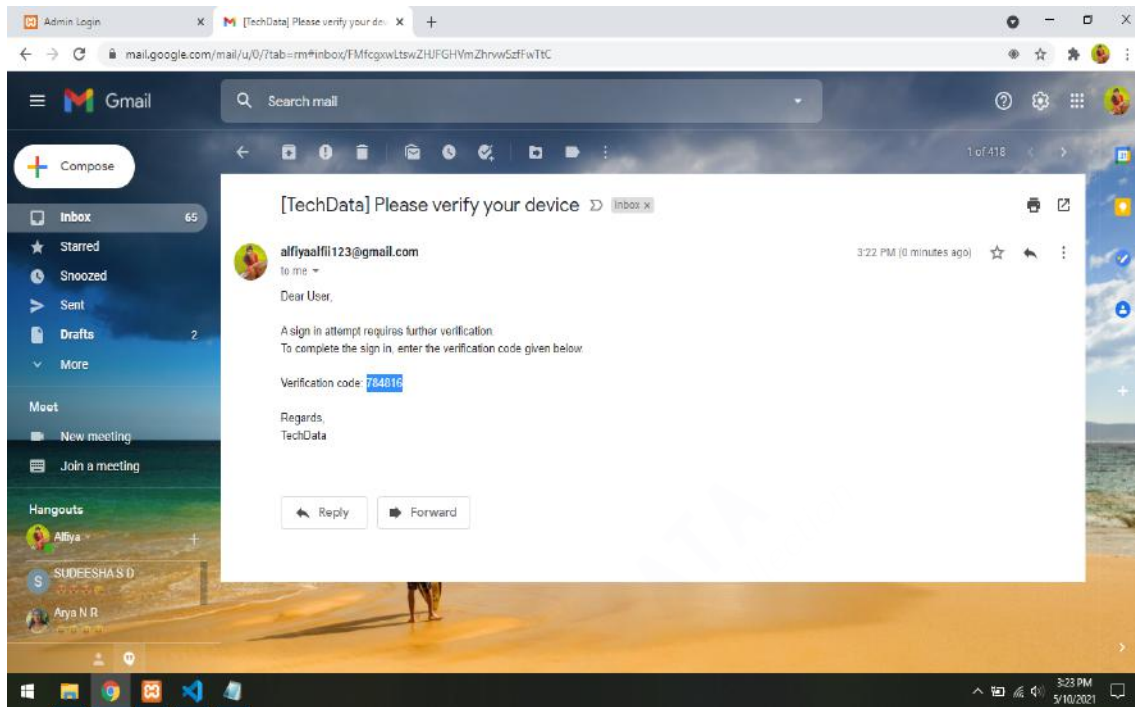 Admin Login
[TechData] Please verify your dev
mail.google.com/mail/u/0/?tab=rm#inbox/FMfcgxwLtswZHJFGHVmZhrvwSzfFwTtC
Gmail
Search mail
Compose
1 of 418
Inbox 65
Starred
Snoozed
Sent
Drafts 2
More
Meet
New meeting
Join a meeting
Hangouts
Alfiya
SUDEESHA S D
Arya N R
[TechData] Please verify your device
Inbox x
alfiyaalfii123@gmail.com
3:22 PM (0 minutes ago)
to me
Dear User,
A sign in attempt requires further verification.
To complete the sign in, enter the verification code given below.
Verification code: 784816
Regards,
TechData
Reply
Forward
3:23 PM
5/10/2021